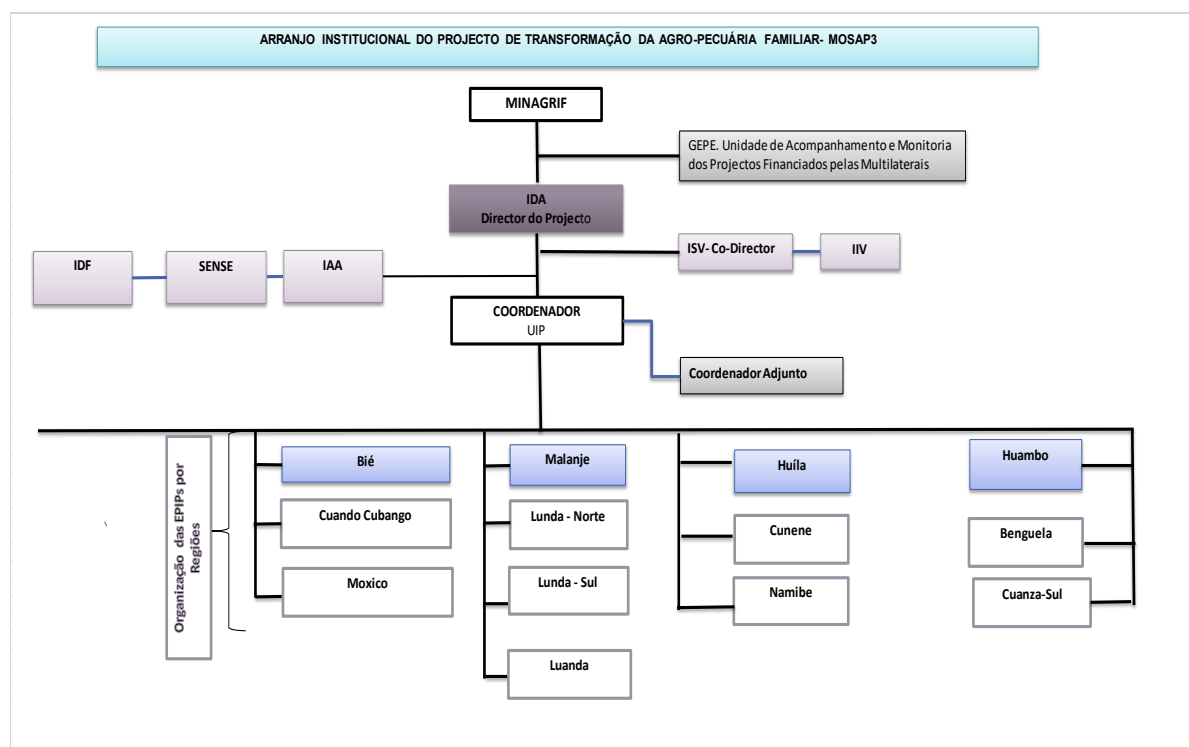 ARRANJO INSTITUCIONAL DO PROJECTO DE TRANSFORMAÇÃO DA AGRO-PECUÁRIA FAMILIAR- MOSAP3
MINAGRIF
GEPE. Unidade de Acompanhamento e Monitoria
dos Projectos Financiados pelas Multilaterais
IDA
Director do Projecto
ISV- Co-Director
IIV
IDF
SENSE
IAA
COORDENADOR
UIP
Coordenador Adjunto
Organização das EPIPs por
Regiões
Bié
Cuando Cubango
Moxico
Malanje
Lunda - Norte
Lunda - Sul
Luanda
Huíla
Cunene
Namibe
Huambo
Benguela
Cuanza-Sul